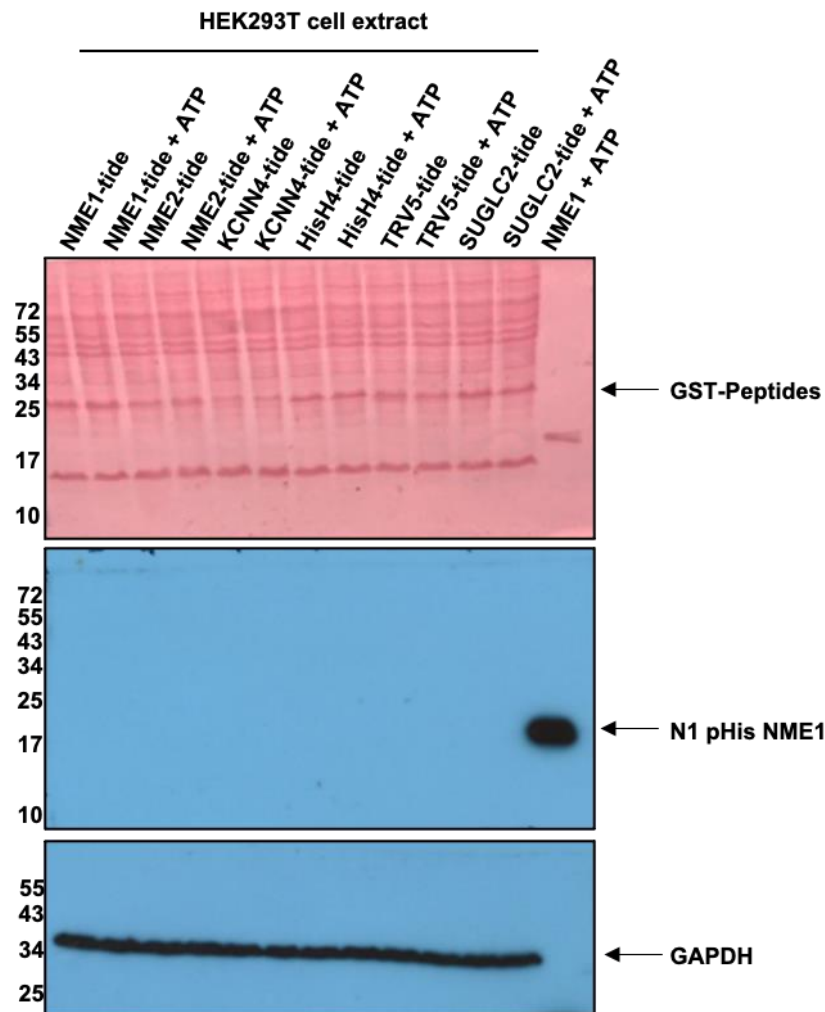 HEK293T cell extract
NME1-tide
NME1-tide + ATP
NME2-tide
NME2-tide + ATP
KCNN4-tide
KCNN4-tide + ATP
HisH4-tide
HisH4-tide + ATP
TRV5-tide
TRV5-tide + ATP
SUGLC2-tide
SUGLC2-tide + ATP
NME1 + ATP
72
55
43
34
25
17
10
GST-Peptides
72
55
43
34
25
17
10
N1 pHis NME1
55
43
34
25
GAPDH